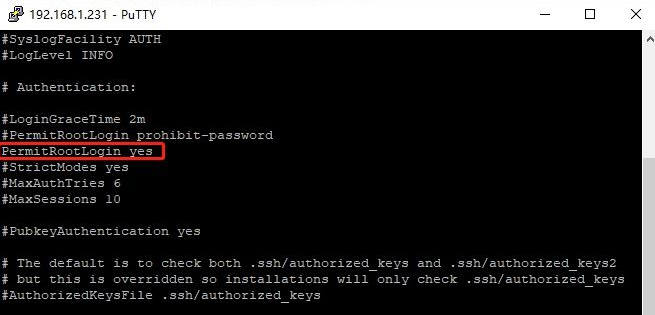 192.168.1.231 - PuTTY
#SyslogFacility AUTH
#LogLevel INFO
# Authentication:
#LoginGraceTime 2m
#PermitRootLogin prohibit-password
PermitRootLogin yes
#StrictModes yes
#MaxAuthTries 6
#MaxSessions 10
#PubkeyAuthentication yes
# The default is to check both .ssh/authorized_keys and .ssh/authorized_keys2
# but this is overridden so installations will only check .ssh/authorized_keys
#AuthorizedKeysFile .ssh/authorized_keys